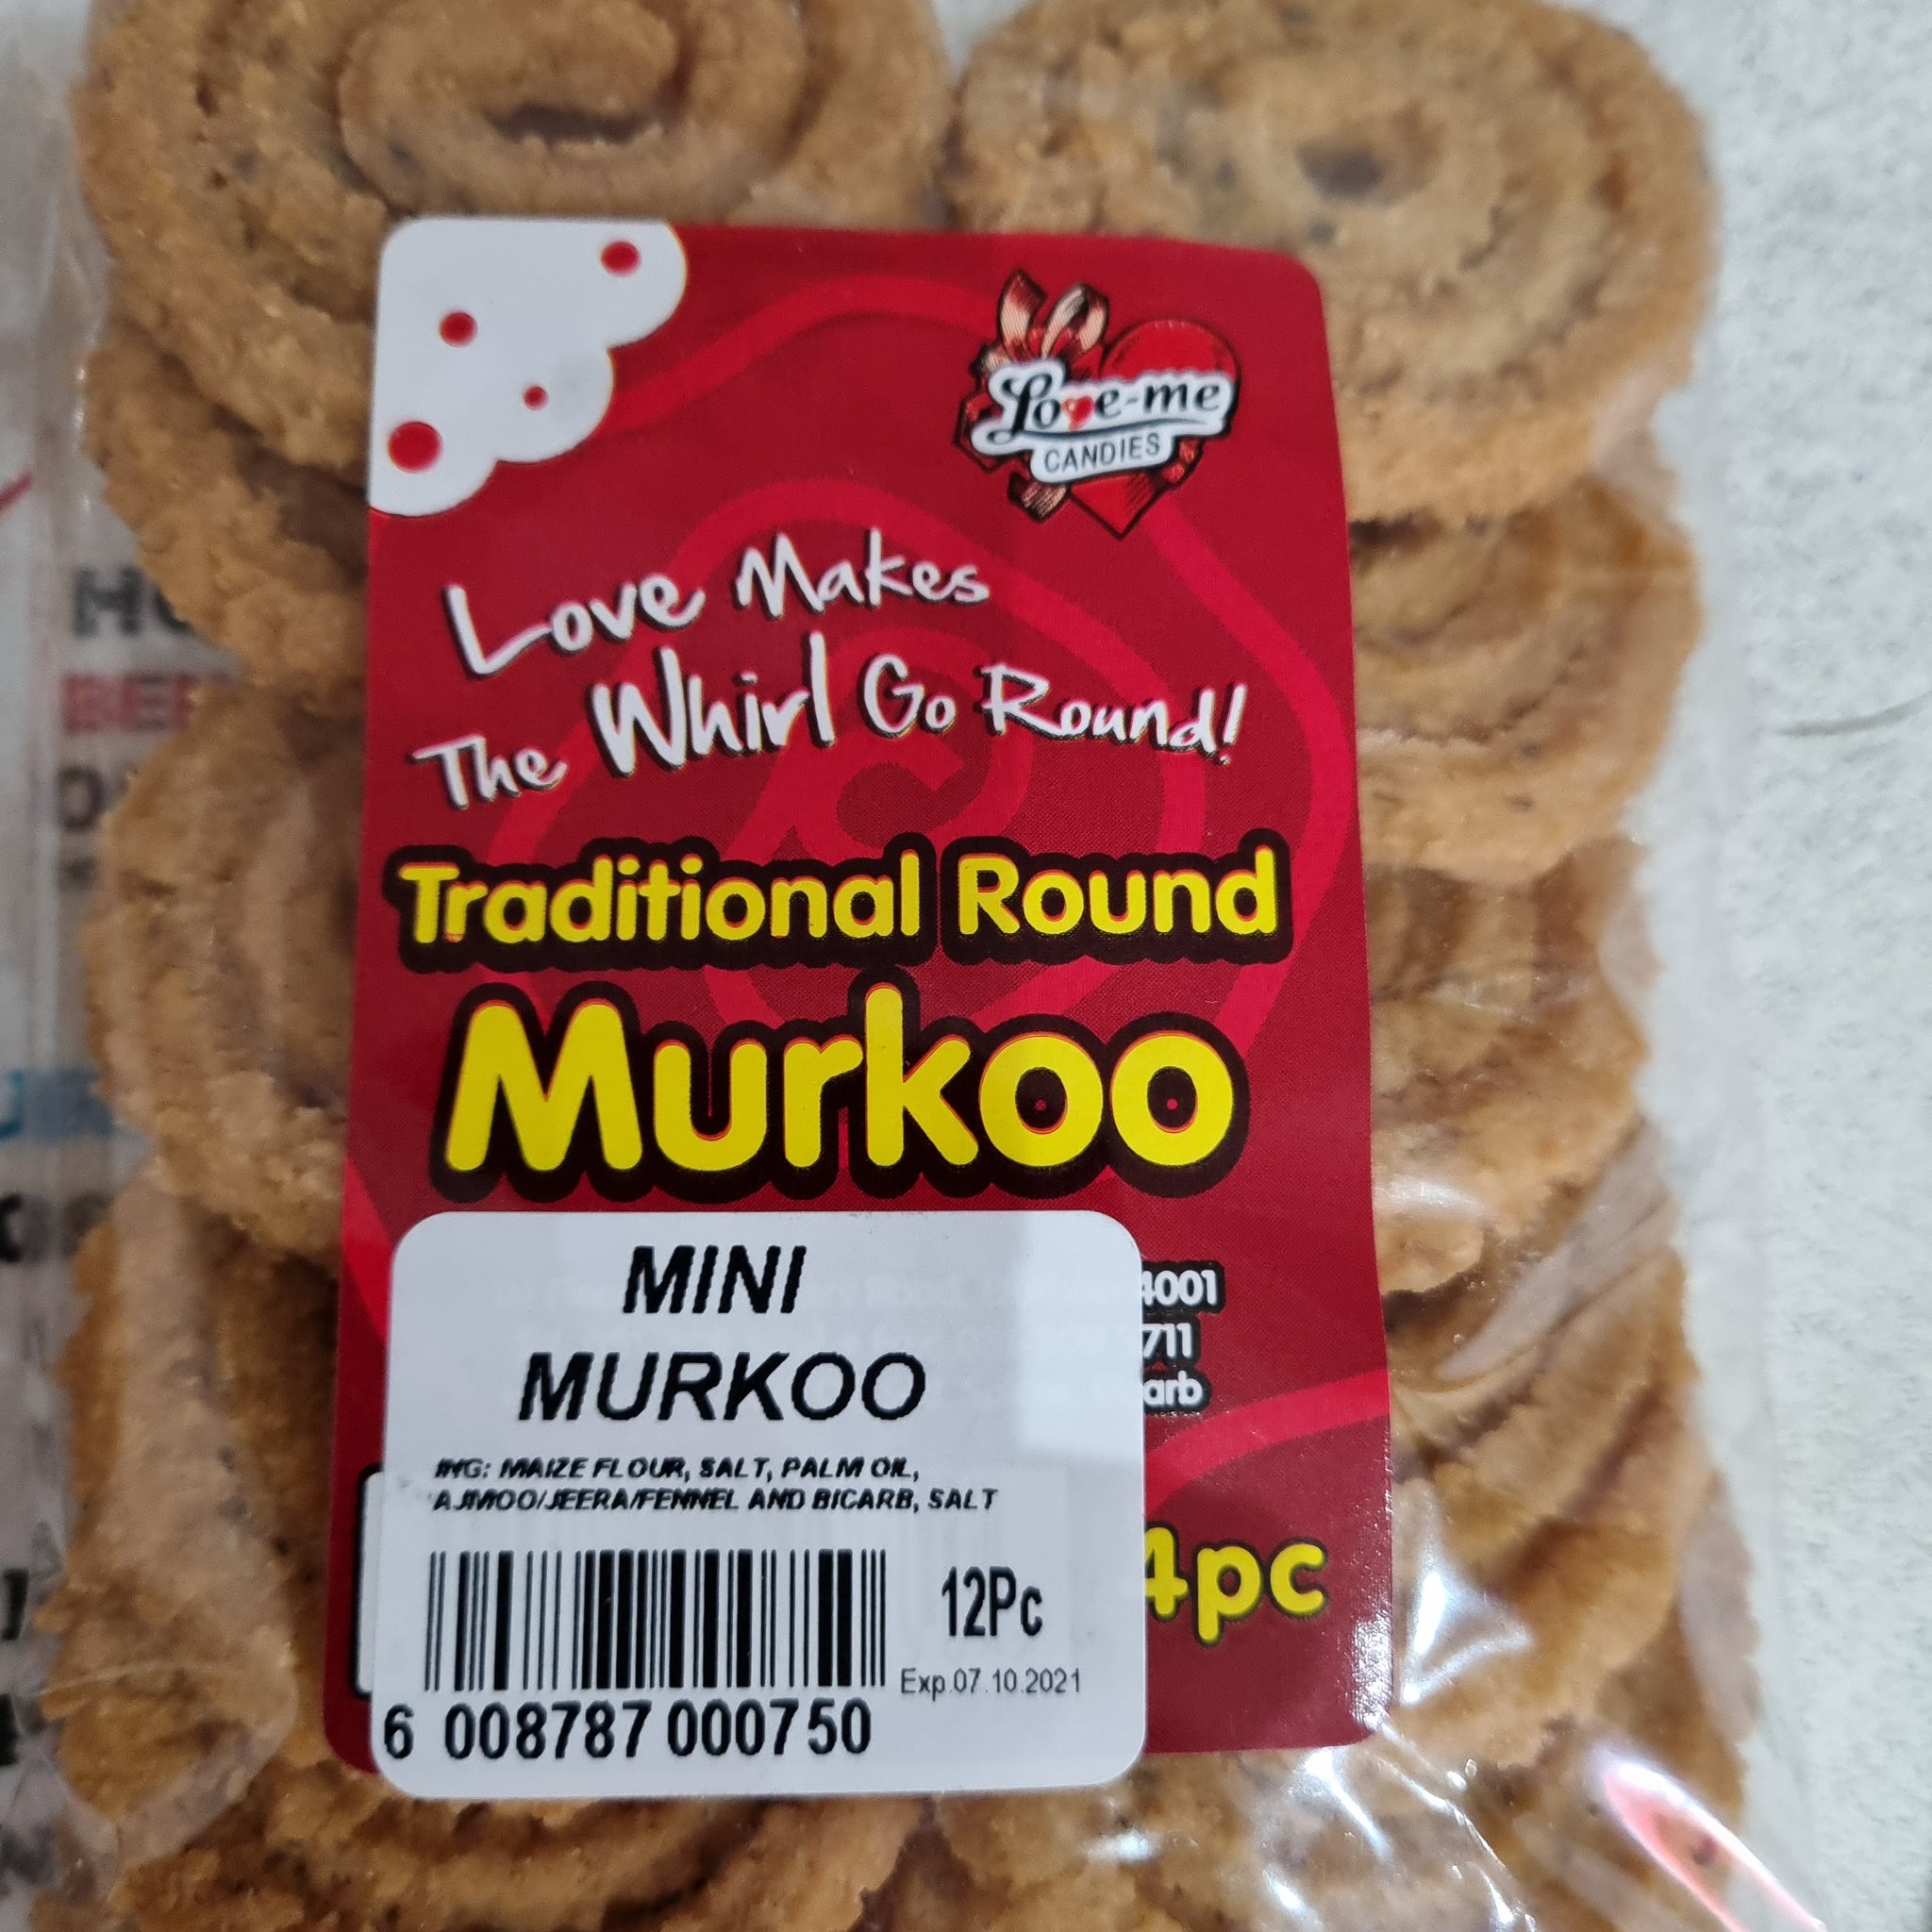 Love-me
CANDIES
Love Makes
The Whirl Go Round!
Traditional Round
Murkoo
MINI
MURKOO
4001
711
arb
ING: MAIZE FLOUR, SALT, PALM OIL,
AJMOO/JEERA/FENNEL AND BICARB, SALT
4pc
12Pc
Exp.07.10.2021
6 008787 000750